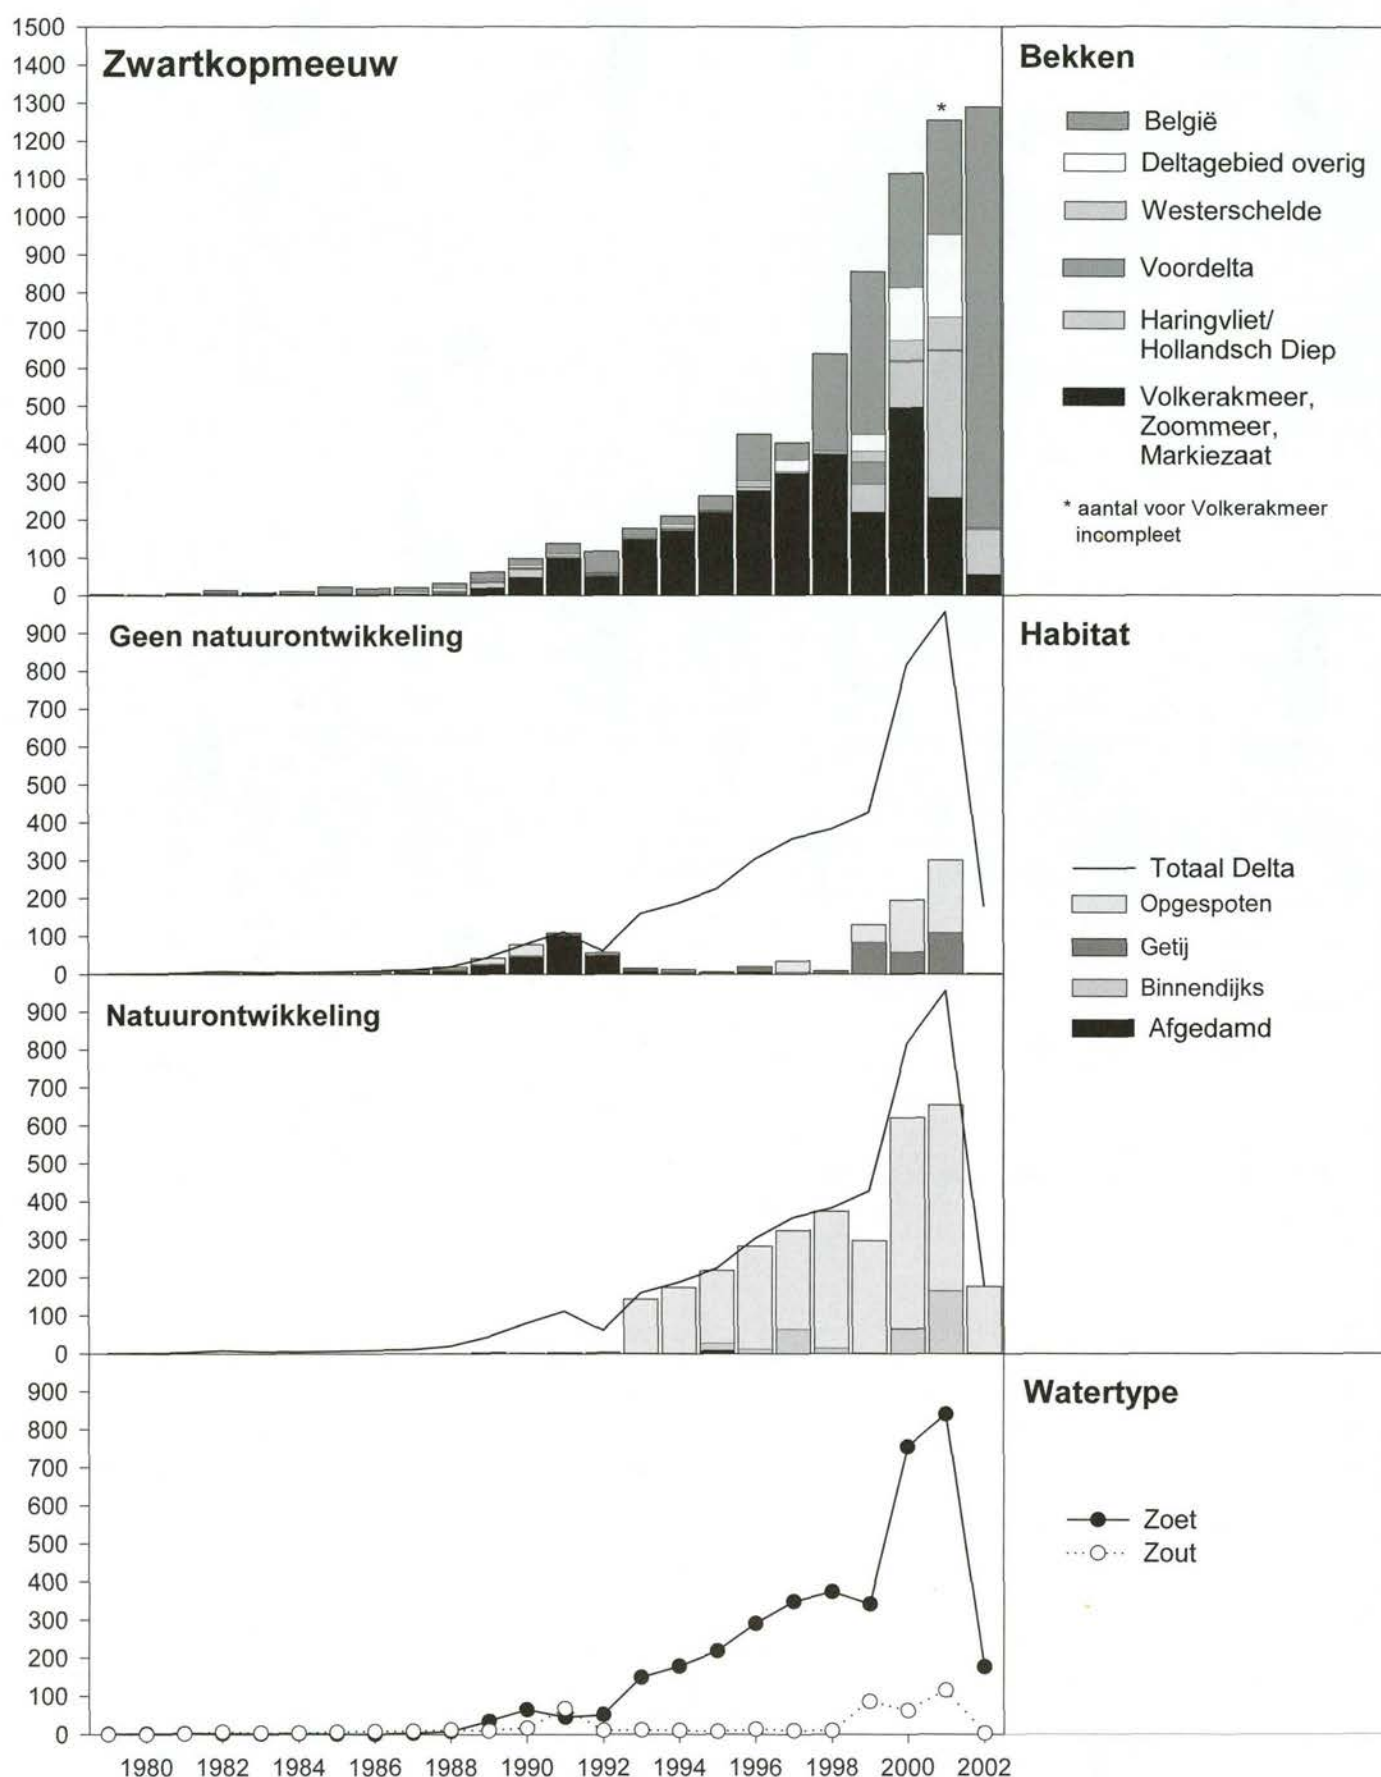 1500
1400
1300
1200
1100
1000
900
800
700
600
500
400
300
200
100
0
Zwartkopmeeuw
*
Bekken
België
Deltagebied overig
Westerschelde
Voordelta
Haringvliet/
Hollandsch Diep
Volkerakmeer,
Zoommeer,
Markiezaat
* aantal voor Volkerakmeer
incompleet
900
800
700
600
500
400
300
200
100
0
Geen natuurontwikkeling
Habitat
Totaal Delta
Opgespoten
Getij
Binnendijks
Afgedamd
900
800
700
600
500
400
300
200
100
0
Natuurontwikkeling
900
800
700
600
500
400
300
200
100
0
Watertype
Zoet
Zout
1980 1982 1984 1986 1988 1990 1992 1994 1996 1998 2000 2002